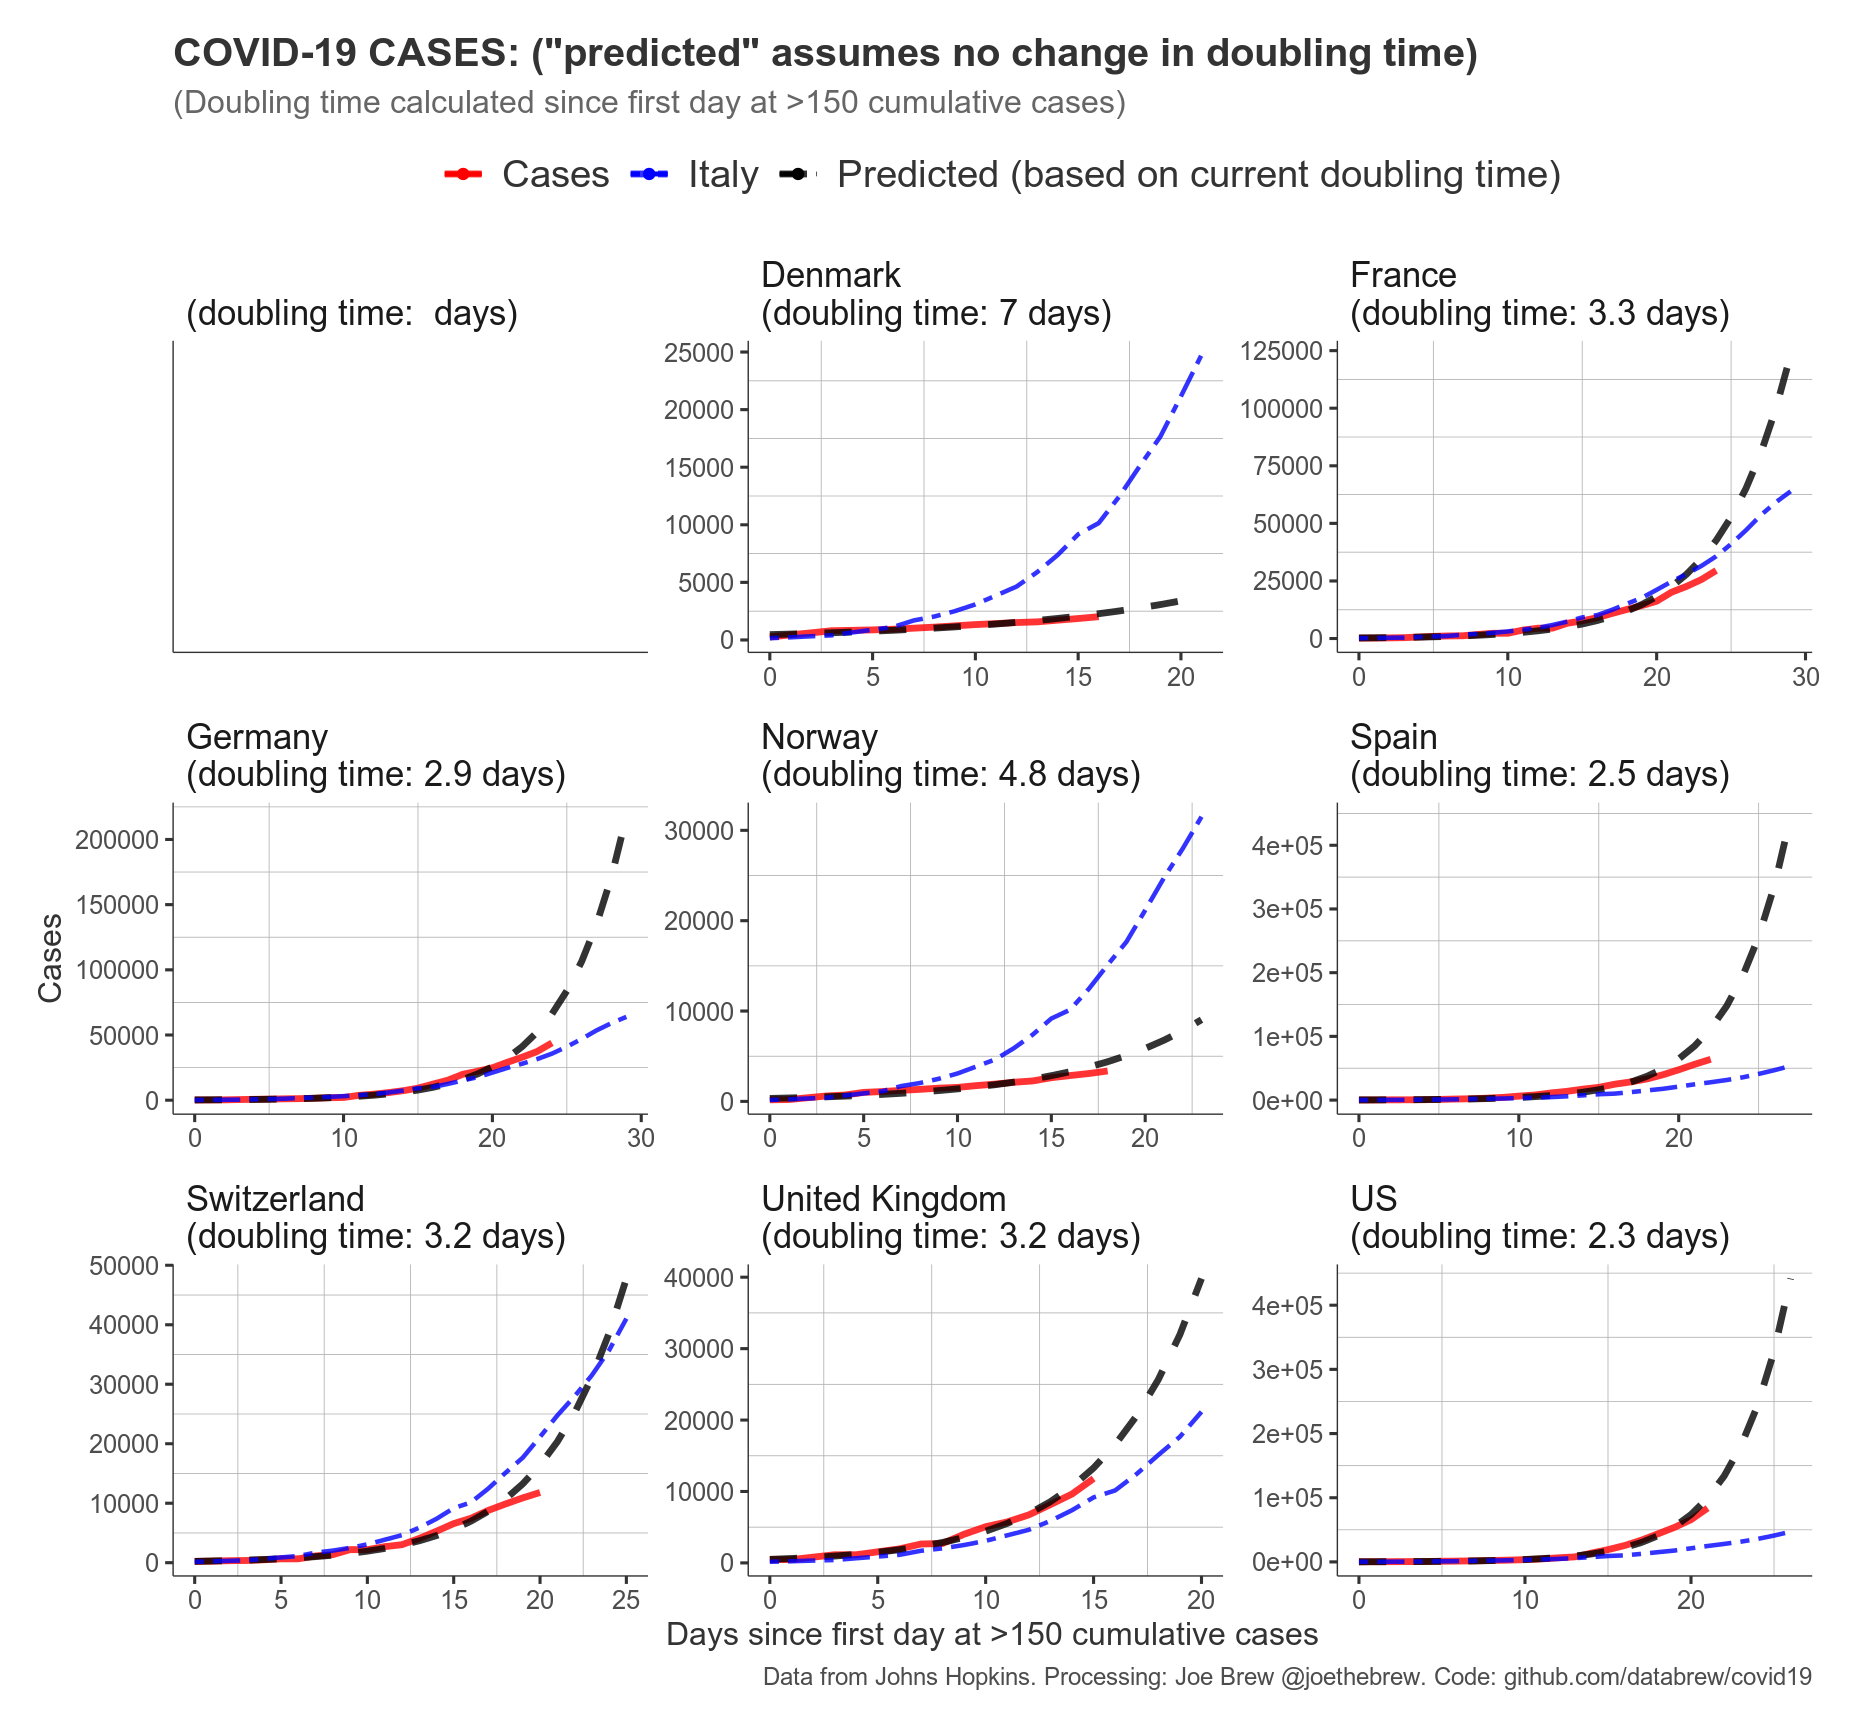 COVID-19 CASES: ("predicted" assumes no change in doubling time)
(Doubling time calculated since first day at >150 cumulative cases)
Cases Italy Predicted (based on current doubling time)
(doubling time:  days)
Denmark
(doubling time: 7 days)
25000
20000
15000
10000
5000
0
0 5 10 15 20
France
(doubling time: 3.3 days)
125000
100000
75000
50000
25000
0
0 10 20 30
Cases
Germany
(doubling time: 2.9 days)
200000
150000
100000
50000
0
0 10 20 30
Norway
(doubling time: 4.8 days)
30000
20000
10000
0
0 5 10 15 20
Spain
(doubling time: 2.5 days)
4e+05
3e+05
2e+05
1e+05
0e+00
0 10 20
Switzerland
(doubling time: 3.2 days)
50000
40000
30000
20000
10000
0
0 5 10 15 20 25
United Kingdom
(doubling time: 3.2 days)
40000
30000
20000
10000
0
0 5 10 15 20
US
(doubling time: 2.3 days)
4e+05
3e+05
2e+05
1e+05
0e+00
0 10 20
Days since first day at >150 cumulative cases
Data from Johns Hopkins. Processing: Joe Brew @joethebrew. Code: github.com/databrew/covid19